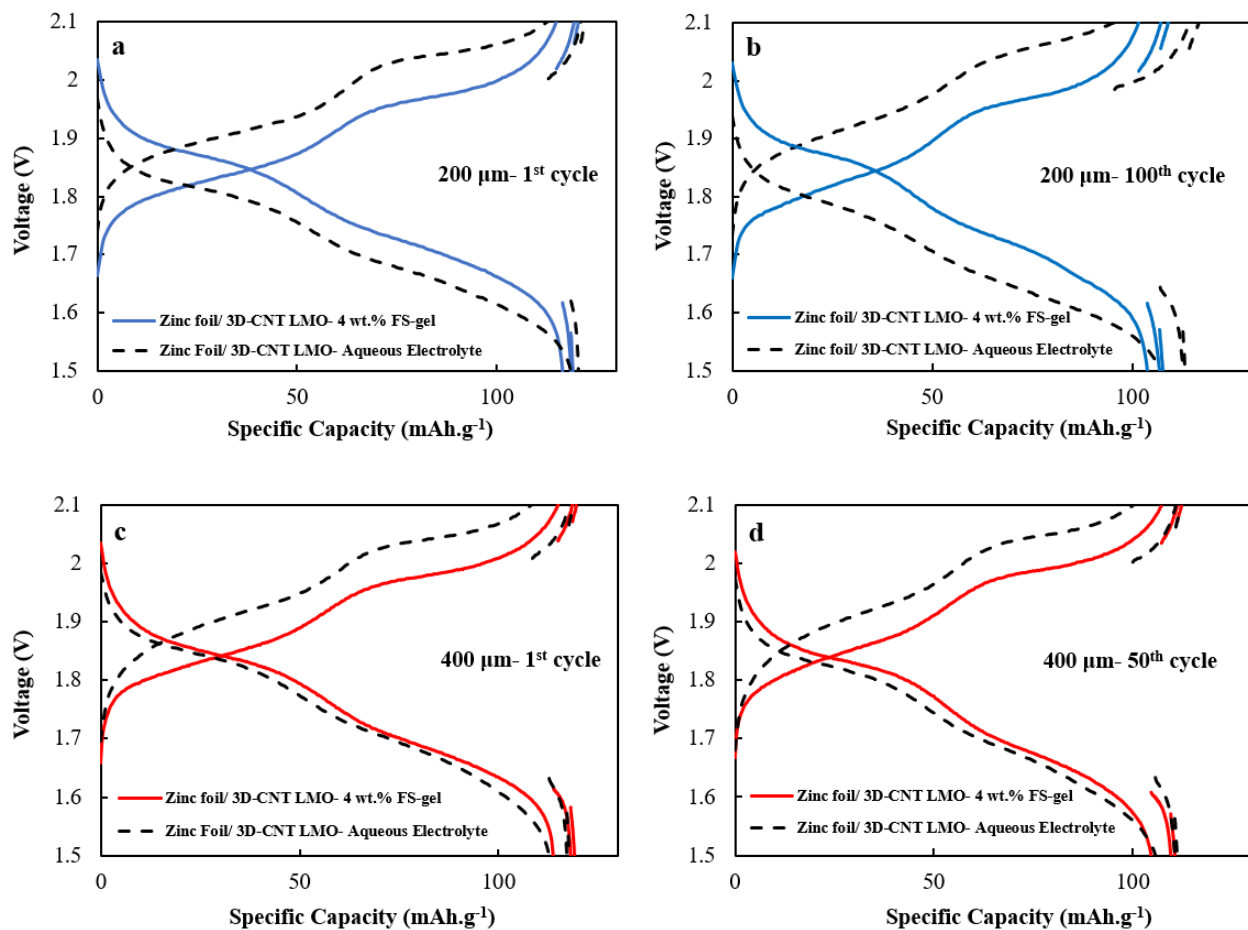 2.1
a
2
1.9
200 μm- 1st cycle
1.8
Voltage (V)
1.7
1.6
Zinc foil/ 3D-CNT LMO- 4 wt.% FS-gel
Zinc Foil/ 3D-CNT LMO- Aqueous Electrolyte
1.5
0 50 100
Specific Capacity (mAh.g-1)
2.1
b
2
1.9
200 μm- 100th cycle
1.8
Voltage (V)
1.7
1.6
Zinc foil/ 3D-CNT LMO- 4 wt.% FS-gel
Zinc Foil/ 3D-CNT LMO- Aqueous Electrolyte
1.5
0 50 100
Specific Capacity (mAh.g-1)
2.1
c
2
1.9
400 μm- 1st cycle
1.8
Voltage (V)
1.7
1.6
Zinc foil/ 3D-CNT LMO- 4 wt.% FS-gel
Zinc Foil/ 3D-CNT LMO- Aqueous Electrolyte
1.5
0 50 100
Specific Capacity (mAh.g-1)
2.1
d
2
1.9
400 μm- 50th cycle
1.8
Voltage (V)
1.7
1.6
Zinc foil/ 3D-CNT LMO- 4 wt.% FS-gel
Zinc Foil/ 3D-CNT LMO- Aqueous Electrolyte
1.5
0 50 100
Specific Capacity (mAh.g-1)